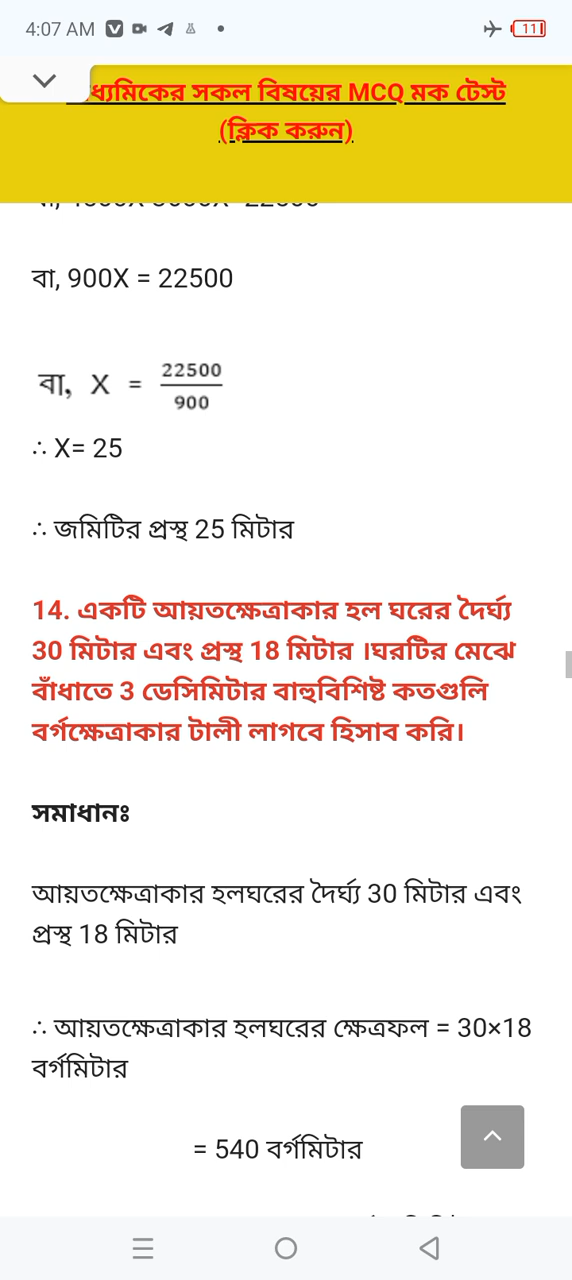 4:07 AM
11
ধ্যমিকের সকল বিষয়ের MCQ মক টেস্ট
(ক্লিক করুন)
বা, 900X = 22500
বা, X = 22500/900
∴ X= 25
∴ জমিটির প্রস্থ 25 মিটার
14. একটি আয়তক্ষেত্রাকার হল ঘরের দৈর্ঘ্য
30 মিটার এবং প্রস্থ 18 মিটার ।ঘরটির মেঝে
বাঁধাতে 3 ডেসিমিটার বাহুবিশিষ্ট কতগুলি
বর্গক্ষেত্রাকার টালী লাগবে হিসাব করি।
সমাধানঃ
আয়তক্ষেত্রাকার হলঘরের দৈর্ঘ্য 30 মিটার এবং
প্রস্থ 18 মিটার
∴ আয়তক্ষেত্রাকার হলঘরের ক্ষেত্রফল = 30×18
বর্গমিটার
= 540 বর্গমিটার